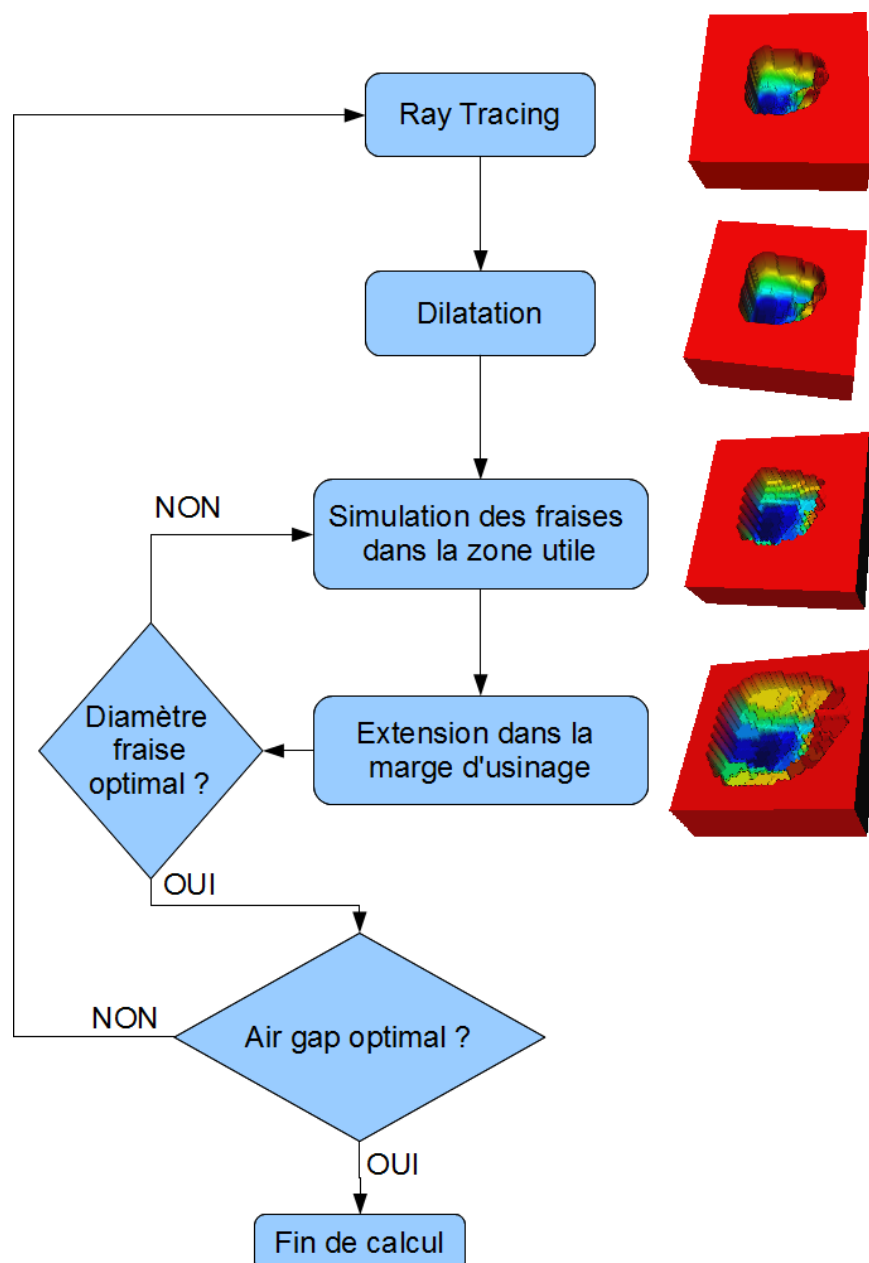 Ray Tracing
Dilatation
NON
Simulation des fraises
dans la zone utile
Diamètre
fraise
optimal ?
Extension dans la
marge d'usinage
OUI
NON
Air gap optimal ?
OUI
Fin de calcul